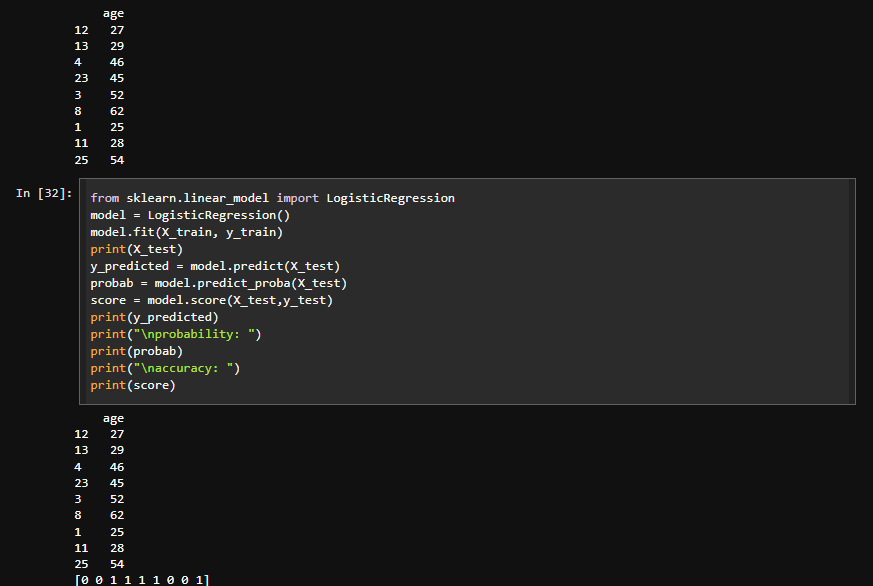 age
12 27
13 29
4 46
23 45
3 52
8 62
1 25
11 28
25 54
In [32]:
from sklearn.linear_model import LogisticRegression
model = LogisticRegression()
model.fit(X_train, y_train)
print(X_test)
y_predicted = model.predict(X_test)
probab = model.predict_proba(X_test)
score = model.score(X_test,y_test)
print(y_predicted)
print("\nprobability: ")
print(probab)
print("\naccuracy: ")
print(score)
age
12 27
13 29
4 46
23 45
3 52
8 62
1 25
11 28
25 54
[0 0 1 1 1 1 0 0 1]